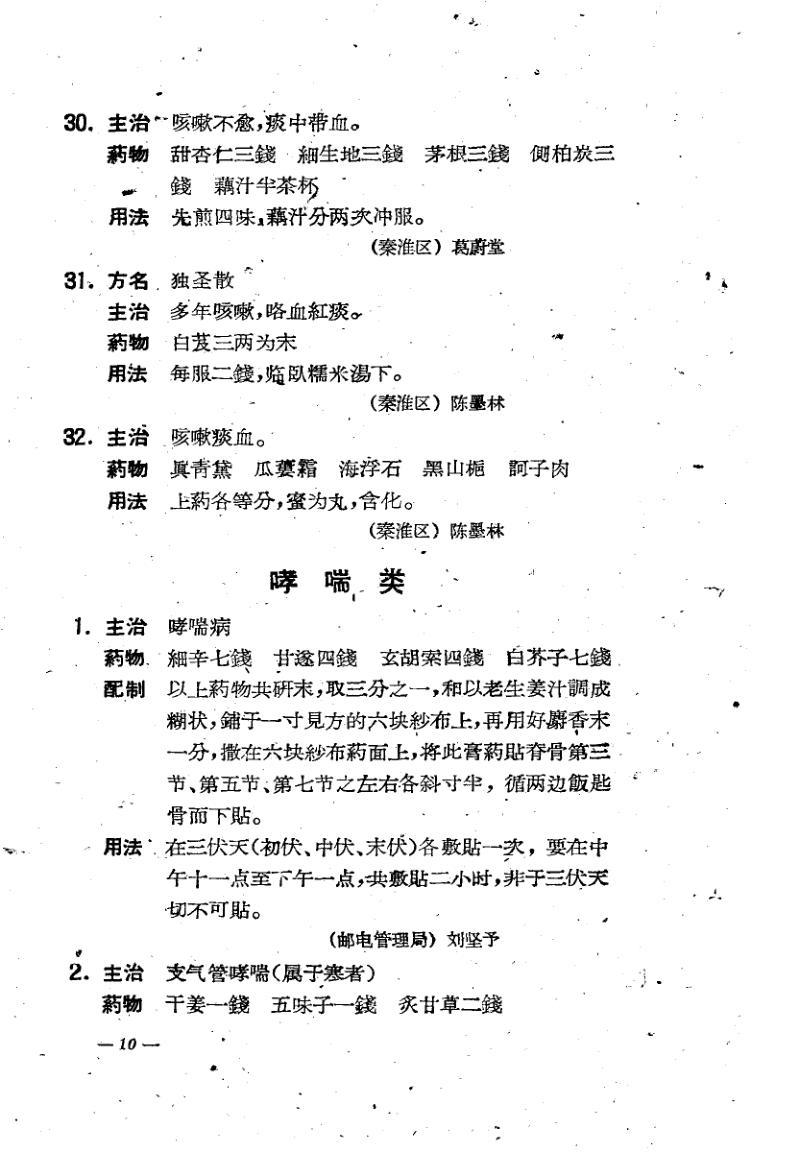 30. 主治 咳嗽不愈,痰中带血。
葯物 甜杏仁三錢 細生地三錢 茅根三錢 側柏炭三
錢 藕汁半茶杯
用法 先煎四味,藕汁分两次冲服。
(秦淮区) 葛蔚堂
31. 方名 独圣散
主治 多年咳嗽,咯血紅痰。
葯物 白芨三两为末
用法 每服二錢,临臥糯米湯下。
(秦淮区) 陈墨林
32. 主治 咳嗽痰血。
葯物 眞青黛 瓜蔞霜 海浮石 黑山梔 訶子肉
用法 上葯各等分,蜜为丸,含化。
(秦淮区) 陈墨林
哮喘类
1. 主治 哮喘病
葯物 細辛七錢 甘遂四錢 玄胡索四錢 白芥子七錢
配制 以上葯物共研末,取三分之一,和以老生姜汁調成
糊状,鋪于一寸見方的六块紗布上,再用好麝香末
一分,撒在六块紗布葯面上,将此膏葯貼脊骨第三
节、第五节、第七节之左右各斜寸半,循两边飯匙
骨而下貼。
用法 在三伏天(初伏、中伏、末伏)各敷貼一次,要在中
午十一点至下午一点,共敷貼二小时,非于三伏天
切不可貼。
(邮电管理局) 刘坚予
2. 主治 支气管哮喘(属于寒者)
葯物 干姜一錢 五味子一錢 炙甘草二錢
— 10 —